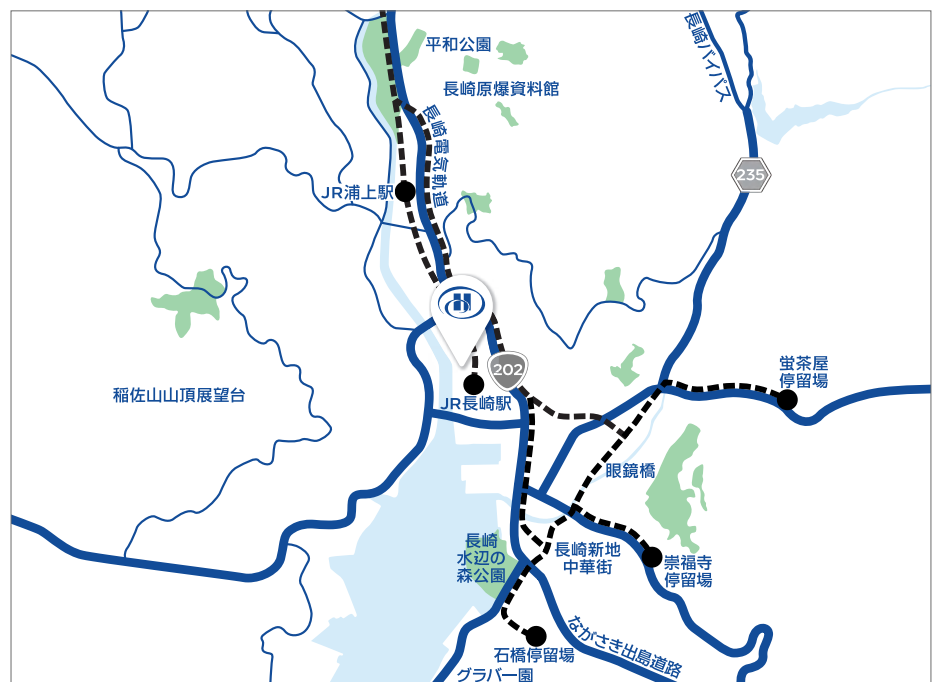 平和公園
長崎原爆資料館
長崎バイパス
長崎電気軌道
235
JR浦上駅
H
202
蛍茶屋
停留場
稲佐山山頂展望台
JR長崎駅
眼鏡橋
長崎
水辺の
森公園
長崎新地
中華街
崇福寺
停留場
石橋停留場
ながさき出島道路
グラバー園